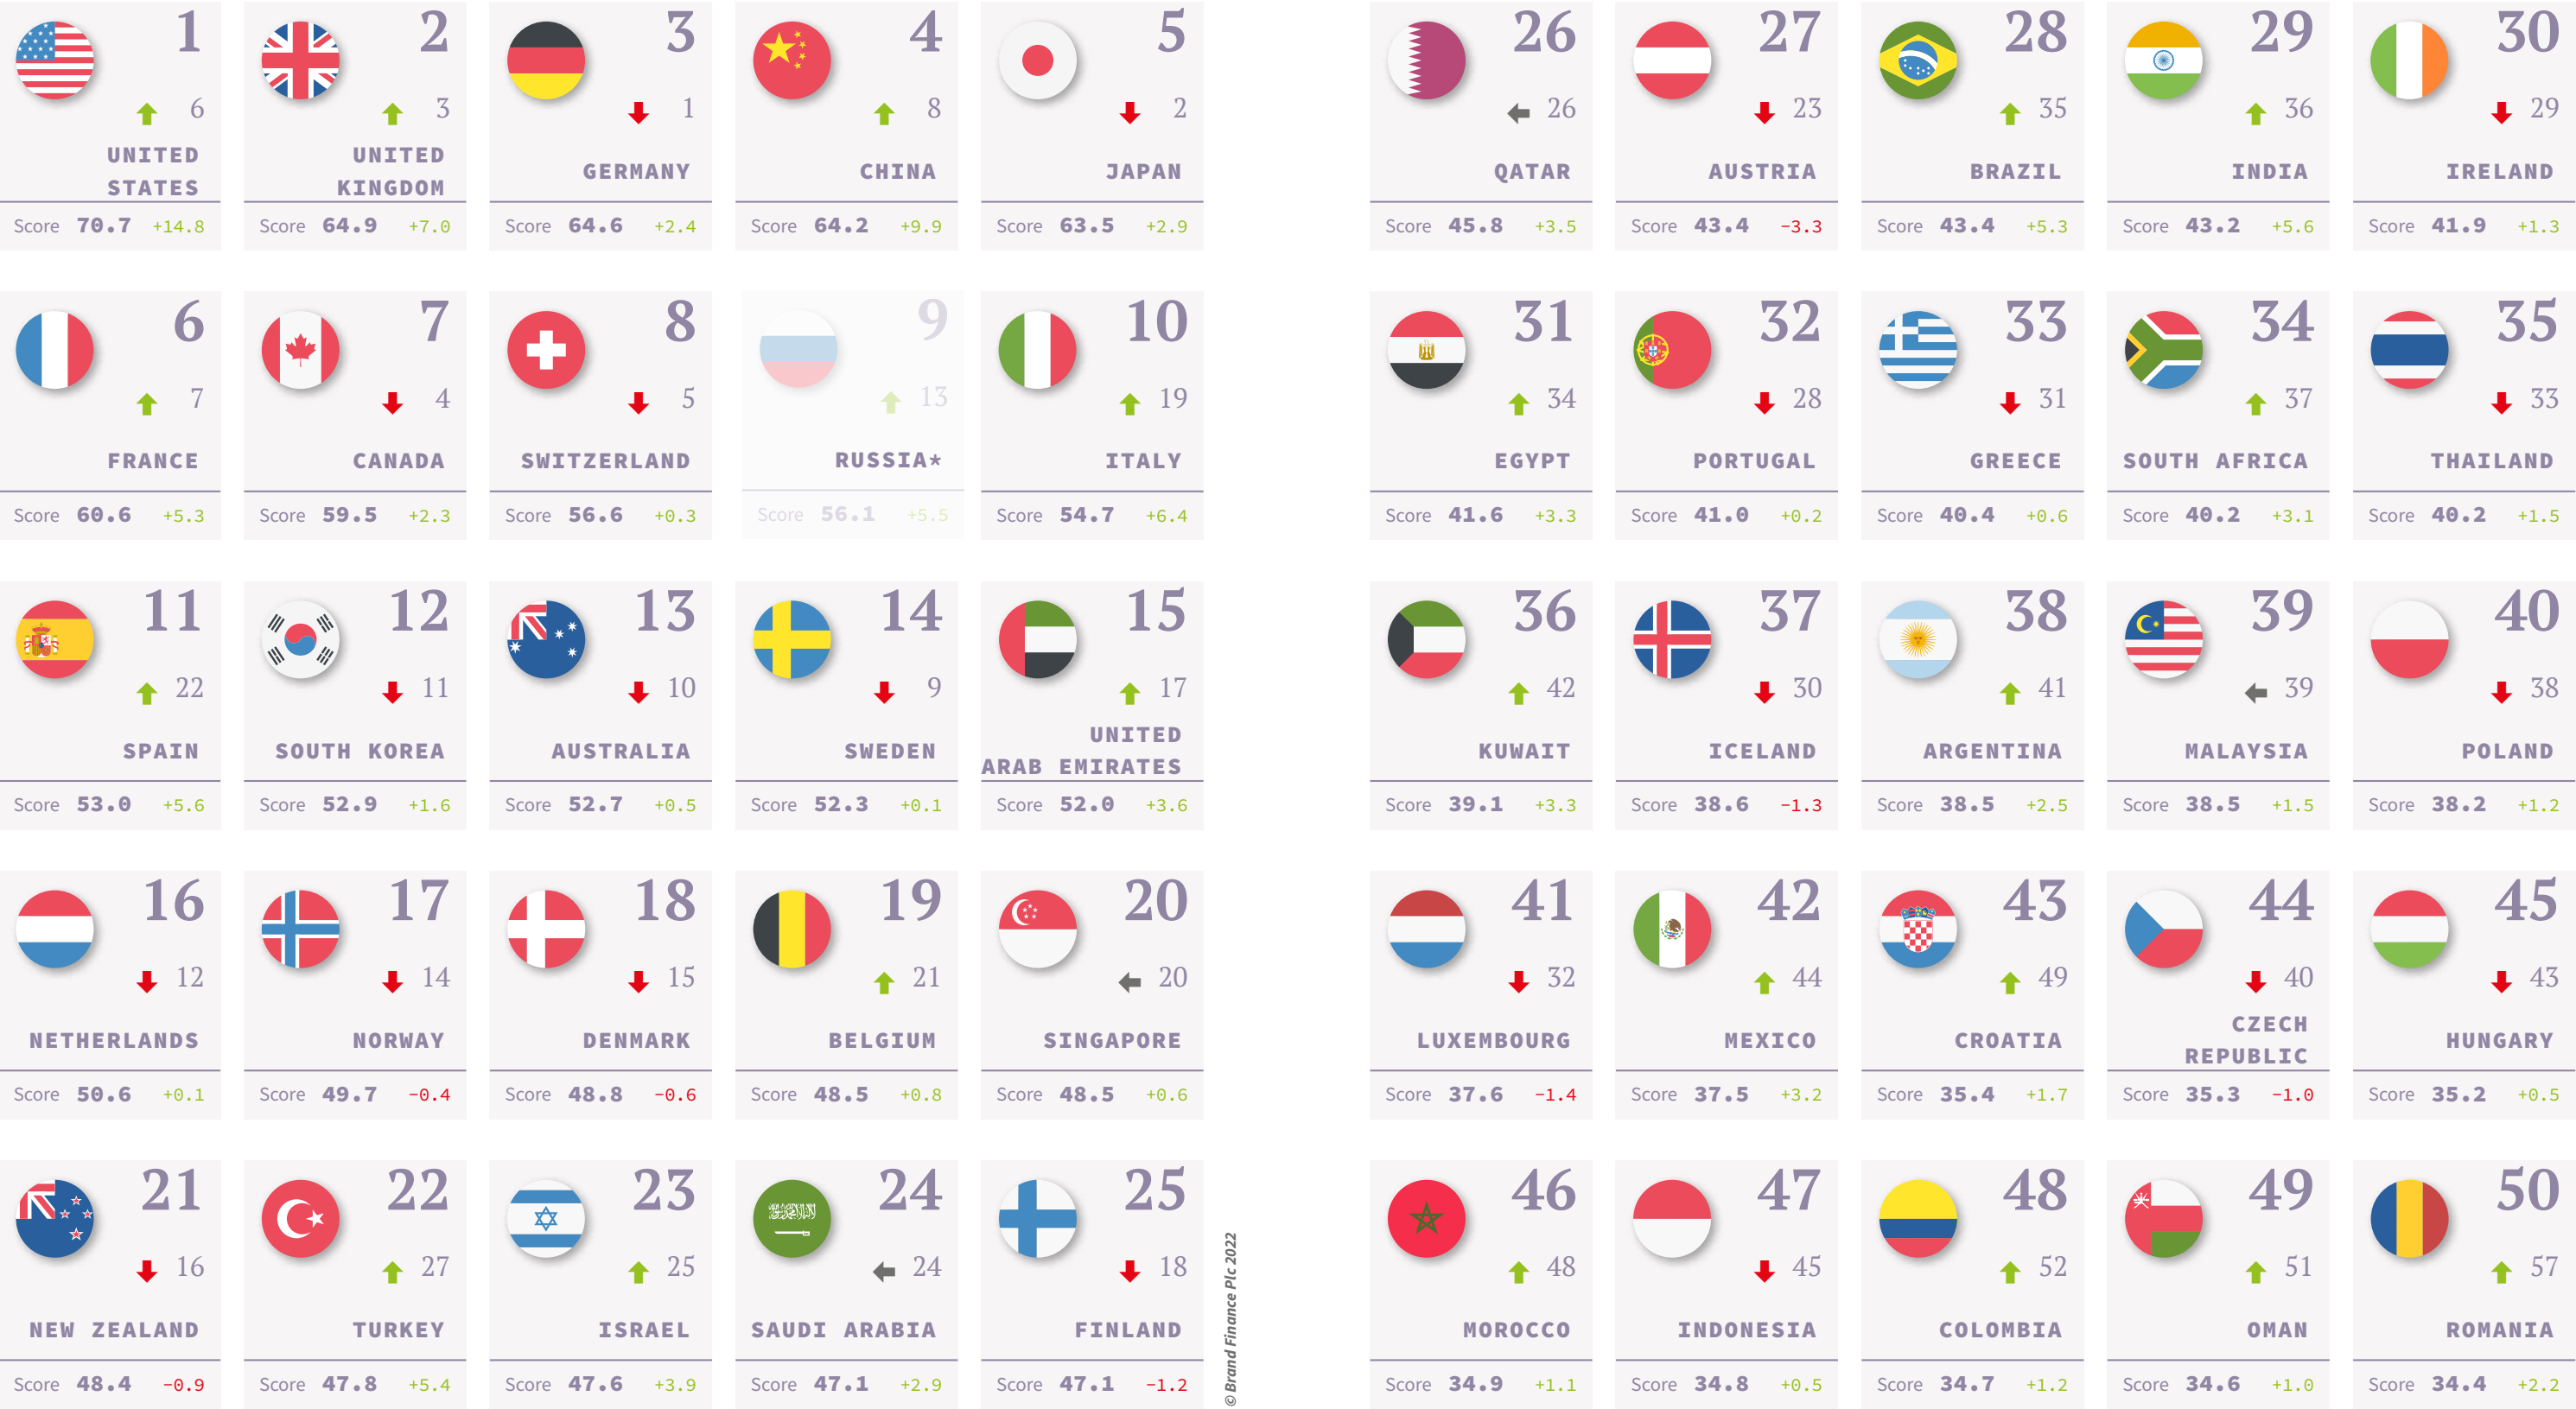 1
6
UNITED
STATES
Score 70.7 +14.8
2
3
UNITED
KINGDOM
Score 64.9 +7.0
3
1
GERMANY
Score 64.6 +2.4
4
8
CHINA
Score 64.2 +9.9
5
2
JAPAN
Score 63.5 +2.9
6
7
FRANCE
Score 60.6 +5.3
7
4
CANADA
Score 59.5 +2.3
8
5
SWITZERLAND
Score 56.6 +0.3
9
13
RUSSIA*
Score 56.1 +5.5
10
19
ITALY
Score 54.7 +6.4
11
22
SPAIN
Score 53.0 +5.6
12
11
SOUTH KOREA
Score 52.9 +1.6
13
10
AUSTRALIA
Score 52.7 +0.5
14
9
SWEDEN
Score 52.3 +0.1
15
17
UNITED
ARAB EMIRATES
Score 52.0 +3.6
16
12
NETHERLANDS
Score 50.6 +0.1
17
14
NORWAY
Score 49.7 −0.4
18
15
DENMARK
Score 48.8 −0.6
19
21
BELGIUM
Score 48.5 +0.8
20
20
SINGAPORE
Score 48.5 +0.6
21
16
NEW ZEALAND
Score 48.4 −0.9
22
27
TURKEY
Score 47.8 +5.4
23
25
ISRAEL
Score 47.6 +3.9
24
24
SAUDI ARABIA
Score 47.1 +2.9
25
18
FINLAND
Score 47.1 −1.2
© Brand Finance Plc 2022
26
26
QATAR
Score 45.8 +3.5
27
23
AUSTRIA
Score 43.4 −3.3
28
35
BRAZIL
Score 43.4 +5.3
29
36
INDIA
Score 43.2 +5.6
30
29
IRELAND
Score 41.9 +1.3
31
34
EGYPT
Score 41.6 +3.3
32
28
PORTUGAL
Score 41.0 +0.2
33
31
GREECE
Score 40.4 +0.6
34
37
SOUTH AFRICA
Score 40.2 +3.1
35
33
THAILAND
Score 40.2 +1.5
36
42
KUWAIT
Score 39.1 +3.3
37
30
ICELAND
Score 38.6 −1.3
38
41
ARGENTINA
Score 38.5 +2.5
39
39
MALAYSIA
Score 38.5 +1.5
40
38
POLAND
Score 38.2 +1.2
41
32
LUXEMBOURG
Score 37.6 −1.4
42
44
MEXICO
Score 37.5 +3.2
43
49
CROATIA
Score 35.4 +1.7
44
40
CZECH
REPUBLIC
Score 35.3 −1.0
45
43
HUNGARY
Score 35.2 +0.5
46
48
MOROCCO
Score 34.9 +1.1
47
45
INDONESIA
Score 34.8 +0.5
48
52
COLOMBIA
Score 34.7 +1.2
49
51
OMAN
Score 34.6 +1.0
50
57
ROMANIA
Score 34.4 +2.2